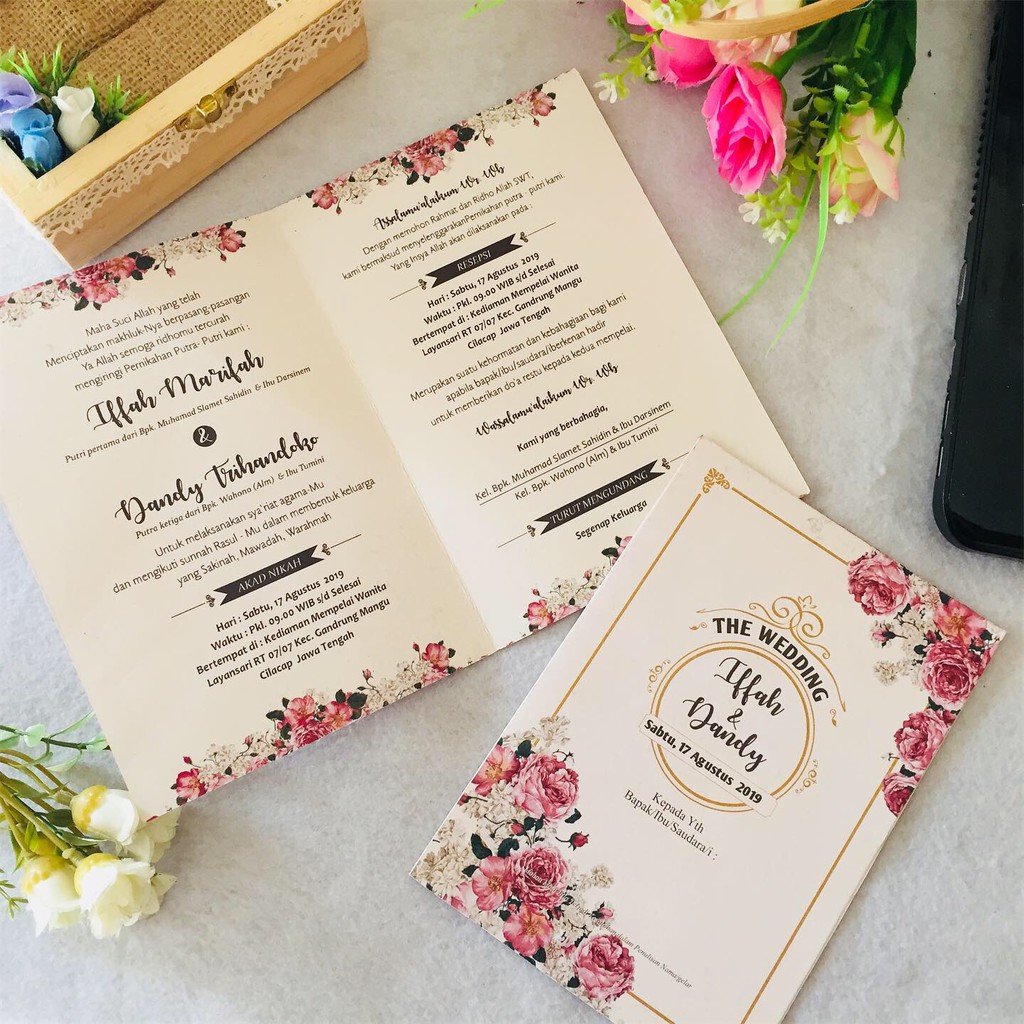 Maha Suci Allah yang telah
Menciptakan makhluk-Nya berpasang-pasangan
Ya Allah semoga ridhomu tercurah
mengiringi Pernikahan Putra- Putri kami :
Iffah Marifah
Putri pertama dari Bpk. Muhamad Slamet Sahidin & Ibu Darsinem
&
Dandy Trihandoko
Putra ketiga dari Bpk. Wahono (Alm) & Ibu Tumini
Untuk melaksanakan sya'riat agama-Mu
dan mengikuti sunnah Rasul - Mu dalam membentuk keluarga
yang Sakinah, Mawadah, Warahmah
AKAD NIKAH
Hari : Sabtu, 17 Agustus 2019
Waktu : Pkl. 09.00 WIB s/d Selesai
Bertempat di : Kediaman Mempelai Wanita
Layansari RT 07/07 Kec. Gandrung Mangu
Cilacap Jawa Tengah
Assalamu'alaikum Wr. Wb
Dengan memohon Rahmat dan Ridho Allah SWT,
kami bermaksud menyelenggarakanPernikahan putra - putri kami.
Yang Insya Allah akan dilaksanakan pada :
RESEPSI
Hari : Sabtu, 17 Agustus 2019
Waktu : Pkl. 09.00 WIB s/d Selesai
Bertempat di : Kediaman Mempelai Wanita
Layansari RT 07/07 Kec. Gandrung Mangu
Cilacap Jawa Tengah
Merupakan suatu kehormatan dan kebahagiaan bagi kami
apabila bapak/ibu/saudara/iberkenan hadir
untuk memberikan do'a restu kepada kedua mempelai.
Wassalamu'alaikum Wr. Wb
Kami yang berbahagia,
Kel. Bpk. Muhamad Slamet Sahidin & Ibu Darsinem
Kel. Bpk. Wahono (Alm) & Ibu Tumini
TURUT MENGUNDANG
Segenap Keluarga
THE WEDDING
Iffah
&
Dandy
Sabtu, 17 Agustus 2019
Kepada Yth
Bapak/Ibu/Saudara/i :
Penulisan Nama/gelar